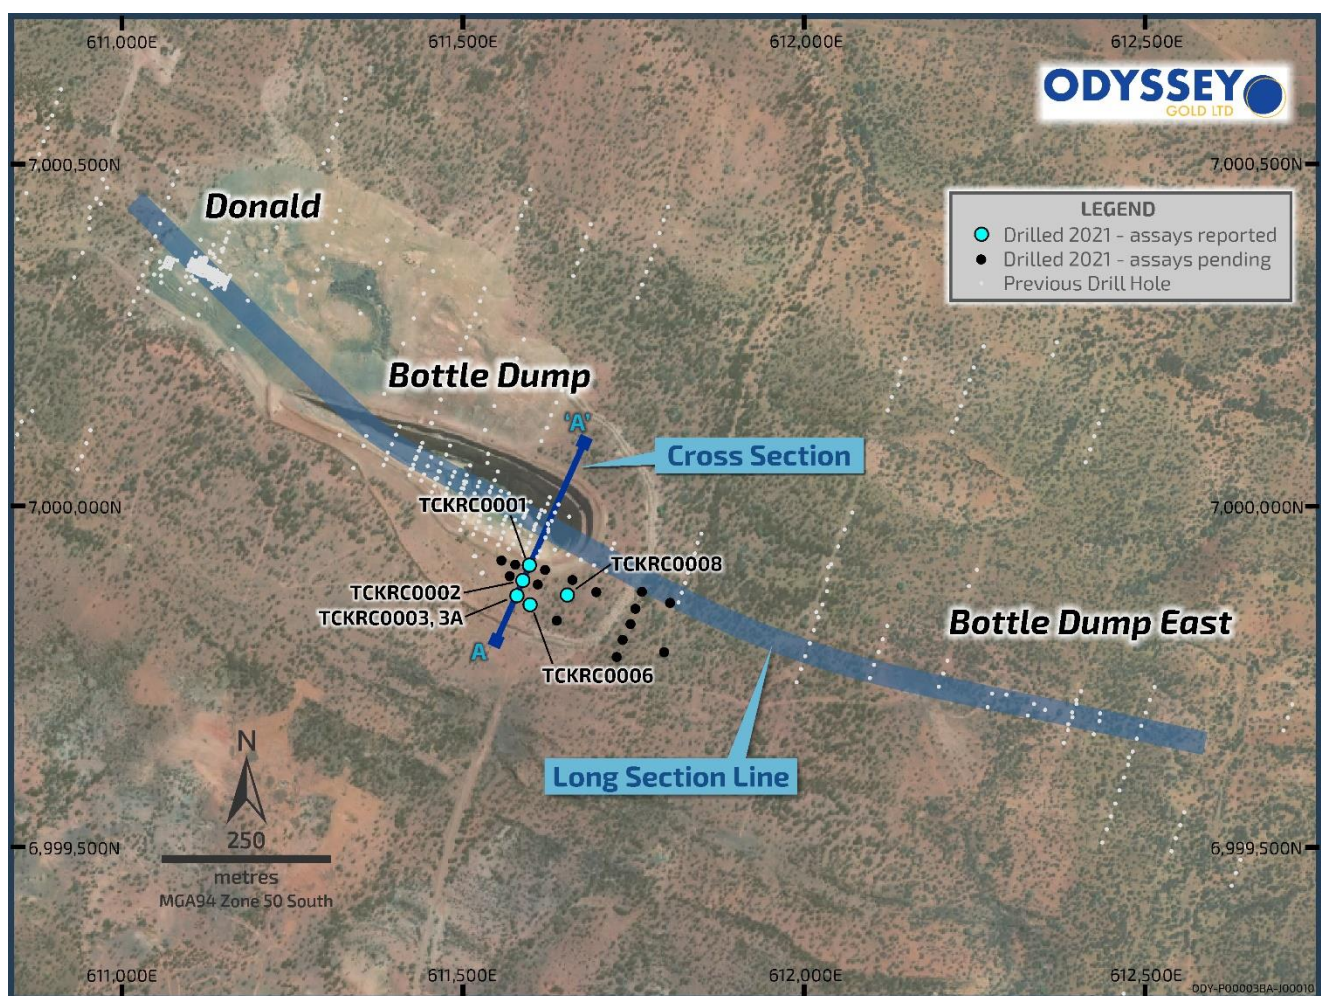 611,000E
611,500E
612,000E
612,500E
ODYSSEY
GOLD LTD
7,000,500N
7,000,500N
Donald
LEGEND
Drilled 2021 - assays reported
Drilled 2021 - assays pending
Previous Drill Hole
Bottle Dump
'A'
Cross Section
TCKRC0001
7,000,000N
7,000,000N
TCKRC0008
TCKRC0002
TCKRC0003, 3A
Bottle Dump East
A
TCKRC0006
N
Long Section Line
250
6,999,500N
6,999,500N
metres
MGA94 Zone 50 South
611,000E
611,500E
612,000E
612,500E
DDY-P00003BA-J00010